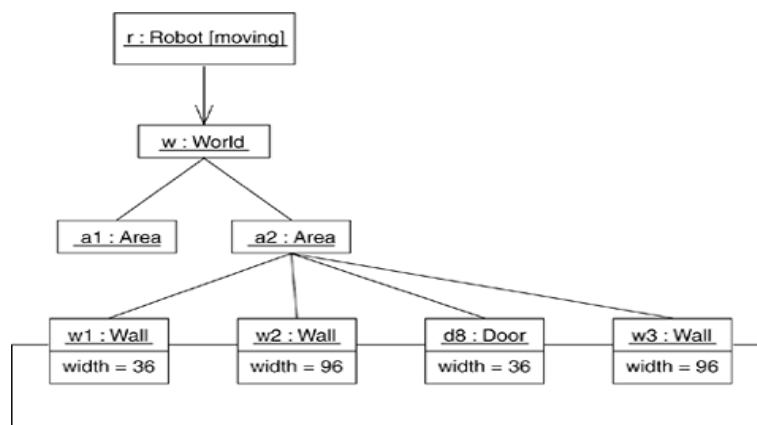 r : Robot [moving]
w : World
a1 : Area
a2 : Area
w1 : Wall
width = 36
w2 : Wall
width = 96
d8 : Door
width = 36
w3 : Wall
width = 96